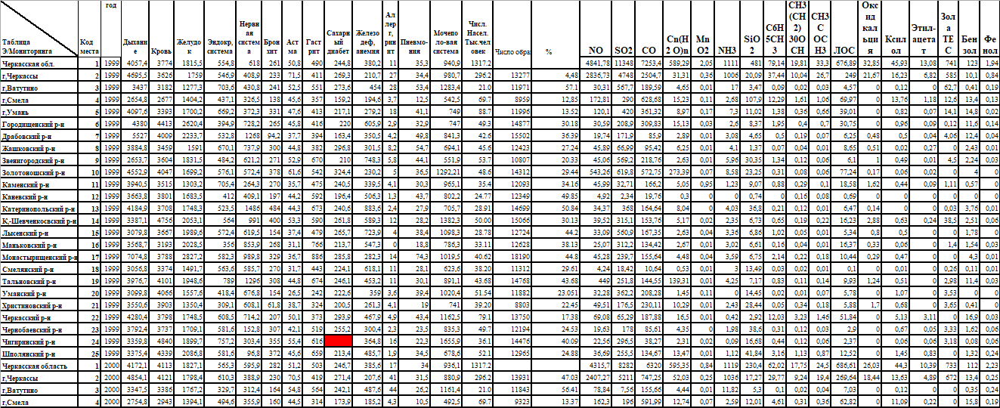 Таблица Э/Мониторинга Код места год Дыхание Кровь Желудок Эндокр, система Нервная система Бронхит Астма Гастрит Сахарный диабет Железодеф, анемия Аллерг, ринит Пневмо-ния Мочепо ло-вая система Числ. Насел. Тыс.человек Число обра % NO SO2 CO Cn(H2 O)n Mn O2 NH3 SiO2 C6H5CH3 CH3(CH2)3OOCH CH3COCH3 ЛОС Оксид кальция Ксилол Этил-ацетат Зола ТЕС Бензол Фенол
Черкасская обл. 1 1999 4057,4 3774 1815,5 554,8 618 261 50,8 490 244,8 380,2 11 35,3 940,9 1317.2 4841,78 11838 7253,4 589,29 2,05 1111 481 79,14 19,81 33,3 676,89 32,85 45,93 13,08 741 123 1,94
г,Черкассы 2 1999 4695,5 3626 1759 546,9 408,9 233 71,5 411 269,3 210,7 27 34,4 980,7 296.2 13277 4,48 2836,73 4748 2504,7 31,31 0,36 1006 20,09 37,44 10,04 26,7 249 21,67 16,23 6,82 585 10,1 0,84
г,Ватутино 3 1999 3437 3182 1277,3 703,6 430,8 241 52,5 551 273,6 454 28 53,4 1283,4 21.0 11971 57.1 30,31 567,7 189,59 4,65 0,11 17 3,47 0,09 0,02 0,03 4,57 0 0,12 0 62,7 0,41 0,19
г,Смела 4 1999 2654,8 2677 1404,2 437,1 326,5 138 45,6 357 159,2 194,6 3,7 12,5 542,5 69.7 8959 12,85 172,81 290 628,68 15,23 0,11 2,68 107,9 12,29 1,61 1,06 69,97 0 13,76 1,18 12,6 13,4 0,13
г,Умань 5 1999 4097,6 3393 1700,2 669,2 372,3 331 47,6 413 217,1 279,2 18 41,1 749 88.7 11996 13.52 120,1 420 361,32 8,97 0,17 7,3 11,02 1,38 0,36 0,66 39,01 0 0,82 0,07 14,1 14,8 0,02
Городищенский р-н 6 1999 4380 4413 2620,4 394,9 728,2 265 45,8 416 220 605,9 2,9 32,9 747 49.3 14877 30.18 30,59 208,9 309,83 15,13 0,03 2,6 8,37 1,95 0,4 0,7 30,75 0 0,96 0,09 0,12 11,6 0,14
Драбовский р-н 7 1999 5527 4009 2233,7 532,8 1268 94,2 37,7 394 163,4 350,5 4,2 49,8 841,3 42.6 15502 36.39 19,74 171,9 85,9 2,89 0,01 3,08 4,65 0,5 0,19 0,07 6,25 0,48 0,5 0,04 4,06 12,4 0,04
Жашковский р-н 8 1999 3884,8 3459 1591 670,1 737,9 300 44,8 382 296,8 301,5 8,2 54,7 694,1 45.6 12423 27.24 45,89 66,99 95,42 6,25 0,01 4,1 1,37 0,07 0,04 0,01 8,65 0,51 0,02 0,27 0 2,43 0,01
Звенигородский р-н 9 1999 2653,7 3604 1831,5 484,2 621,2 271 52,9 670 210 748,3 5,8 44,1 551,9 53.7 10807 20.33 45,06 569,2 218,76 2,63 0,01 5,96 30,35 1,34 0,12 0,06 6,1 1 0,49 0,01 4,5 2,24 0,03
Золотоношский р-н 10 1999 4552,9 4047 1699,2 576,1 572,4 378 61,6 542 324,4 230,2 5 36,5 1292,21 48.6 14312 29.44 543,26 619,8 572,75 273,39 0,07 8,58 23,25 0,31 0,08 0,06 77,24 0,17 0,06 0,02 0 4 0
Каменский р-н 11 1999 3940,5 3515 1303,2 705,4 264,3 270 35,7 475 240,5 339,5 4,1 30,3 965,1 35.4 12093 34.16 45,99 32,71 166,2 5,05 0,95 1,23 9,07 0,88 0,29 0,1 18,58 1,62 0,44 0,09 1,11 0,57 0
Каневский р-н 12 1999 3663,8 3801 1683,5 412 409,1 197 44,2 592 196,4 506,3 1,3 43,7 802,2 24.77 12349 49.85 4,92 2,34 19,76 0,3 0 0 0,74 0 0,16 0,08 0,69 0 0 0 0 0 0
Катеринопольский р-н 13 1999 4184,9 3708 1748,3 523,5 1486 484 44,3 673 240,6 883,6 2,4 27,9 705,7 28.91 14699 50.84 34,37 368 164,64 8,04 0 4,03 36,8 0,21 0,12 0,01 6,47 0,14 0 0 0,03 3,76 0,01
К,-Шевченкосвский р-н 14 1999 3387,1 4756 2053,1 564 991 400 53,3 590 261,8 589,3 12 28,2 1382,3 50.00 15066 30.13 39,52 315,1 153,76 5,17 0,02 2,35 6,73 0,65 0,19 0,22 16,23 2,88 0,63 0,24 38,5 2,51 0,06
Лысенский р-н 15 1999 3079,8 3667 1989,6 572,4 619,5 154 37,4 479 265,7 723,9 4 38,4 1098,3 28.78 12724 44.2 33.09 560,9 167,35 2,63 0,04 3,36 6,86 1,02 0,05 0,01 5,34 0,8 0,5 0 0 1,78 0
Маньковский р-н 16 1999 3568,7 3193 2028,5 356 853,9 268 31,1 766 213,7 547,3 0 18,8 786,3 33.11 12628 38.13 25,07 312,2 134,42 2,67 0,01 3,02 6,61 0,16 0,04 0,01 16,37 0,33 0,06 0 1,4 1,54 0,03
Монастырищенский р-н 17 1999 7074,8 3788 2827,2 582,3 989,8 329 36,7 886 285,8 282,3 14 74,3 1019,5 40.62 18190 44.8 45,28 239,7 155,64 4,48 0,04 3,59 6,75 2,14 0,22 0,18 10,44 0,29 0,47 0 0 4,3 0,01
Смелянский р-н 18 1999 3056,8 3374 1491,7 563,6 585,7 270 31,7 443 224,1 618,1 11 28,1 623,6 38.20 11312 29.61 4,24 18,42 10,64 0,53 0,01 3 13,49 0,03 0,02 0,01 0,1 0 0,01 0 0,26 0,11 0,01
Тальновский р-н 19 1999 3976,7 4101 1948,6 789 1296 308 44,8 674 246,1 453,2 11 30,1 891,1 43.68 14768 43.68 449 251,8 144,55 139,31 0,01 4,25 7,17 0,83 0,11 0,14 9,93 1,24 0,51 0 2,98 11,4 0,03
Уманский р-н 20 1999 3099,8 4066 1557,6 418,4 676,8 154 26,5 242 222,6 359 3,6 39,4 1020,4 51.54 11882 23.051 32,28 362,2 208,28 1,45 0,11 0 14,45 0,02 0,01 0,07 5,78 0 1,07 0 3,53 0 0
Христиновский р-н 21 1999 3550,6 3903 1350,4 309,1 608,1 61,8 38,7 324 200,5 261,3 4,1 19 741 39.20 8803 22.45 49,51 176,5 230,11 10,29 0,01 2,43 28,44 0,05 0,34 0,18 5,88 1,7 0,68 0 3,65 0,41 0
Черкасский р-н 22 1999 4280,4 3798 1748,5 608,5 714,2 207 50,1 373 293,9 467,9 4,9 43,4 1162,5 79.1 13750 17.38 69,08 65,29 187,88 16,5 0,01 0,42 2,92 12,03 3,23 1,46 51,84 0 5,13 3,11 0 16,9 0,03
Чернобаевский р-н 23 1999 3792,4 3737 1709,1 581,6 152,8 307 42,1 519 255,2 300,4 2,3 23,5 835,3 49.7 12194 24.53 19,63 178 85,61 4,35 0 1,98 38,6 0,31 0,12 0,03 2,9 0 0,67 0,05 3,33 1,62 0,06
Чигиринский р-н 24 1999 3359,8 4840 1899,7 757,2 303,4 355 55,4 616 364,8 16 22,3 1655,9 36.1 14476 40.09 22,56 296,5 38,27 2,31 0,02 0,09 16,68 0,44 0,12 0,06 2,37 0 0,06 0,06 3,18 0,08 0,06
Шполянский р-н 25 1999 3375,4 4339 2086,8 581,6 96,8 372 45,6 659 213,4 485,7 1,9 34,5 678,6 52.1 12965 24.88 36,69 255,5 134,67 13,47 0,01 1,12 41,84 3,16 1,13 0,87 12,52 0 1,45 0,83 0 1,32 0,24
Черкасская область 1 2000 4172,1 4113 1827,1 565,3 595,9 282 51,2 503 246,7 385,6 17 34 936,1 1317.2 4315,7 8282 6320 595,35 0,84 1119 230,4 62,02 17,75 24,5 686,61 26,03 44,3 10,39 733 112 2,23
г,Черкассы 2 2000 4854,1 4121 1798,4 610,3 388,9 230 70,5 419 271,4 207,6 41 31,5 880,9 296.2 13931 47.03 2407,27 5211 747,25 52,03 0,25 1036 17,27 29,77 9,24 19,4 269,54 18,44 13,63 4,89 672 13,4 0,25
г,Ватутино 3 2000 3347,5 3386 1767,2 329,7 312,4 164 54,8 564 242,1 487,6 44 26,2 1161,4 21.0 11843 56.41 78,84 7,56 155,66 4,44 0,01 11,82 5,3 0,1 0,02 0,04 7,03 0 0,12 0 0 0,35 0,24
г,Смела 4 2000 2754,8 2943 1394,1 494,6 355,9 160 44,5 314 173,9 185,2 4,3 10,5 492,5 69.7 9323 13.37 162,3 196 591,99 12,74 0,07 2,59 12,01 4,61 0,31 0,36 62,82 0 11,09 0,22 0 15,8 0,19